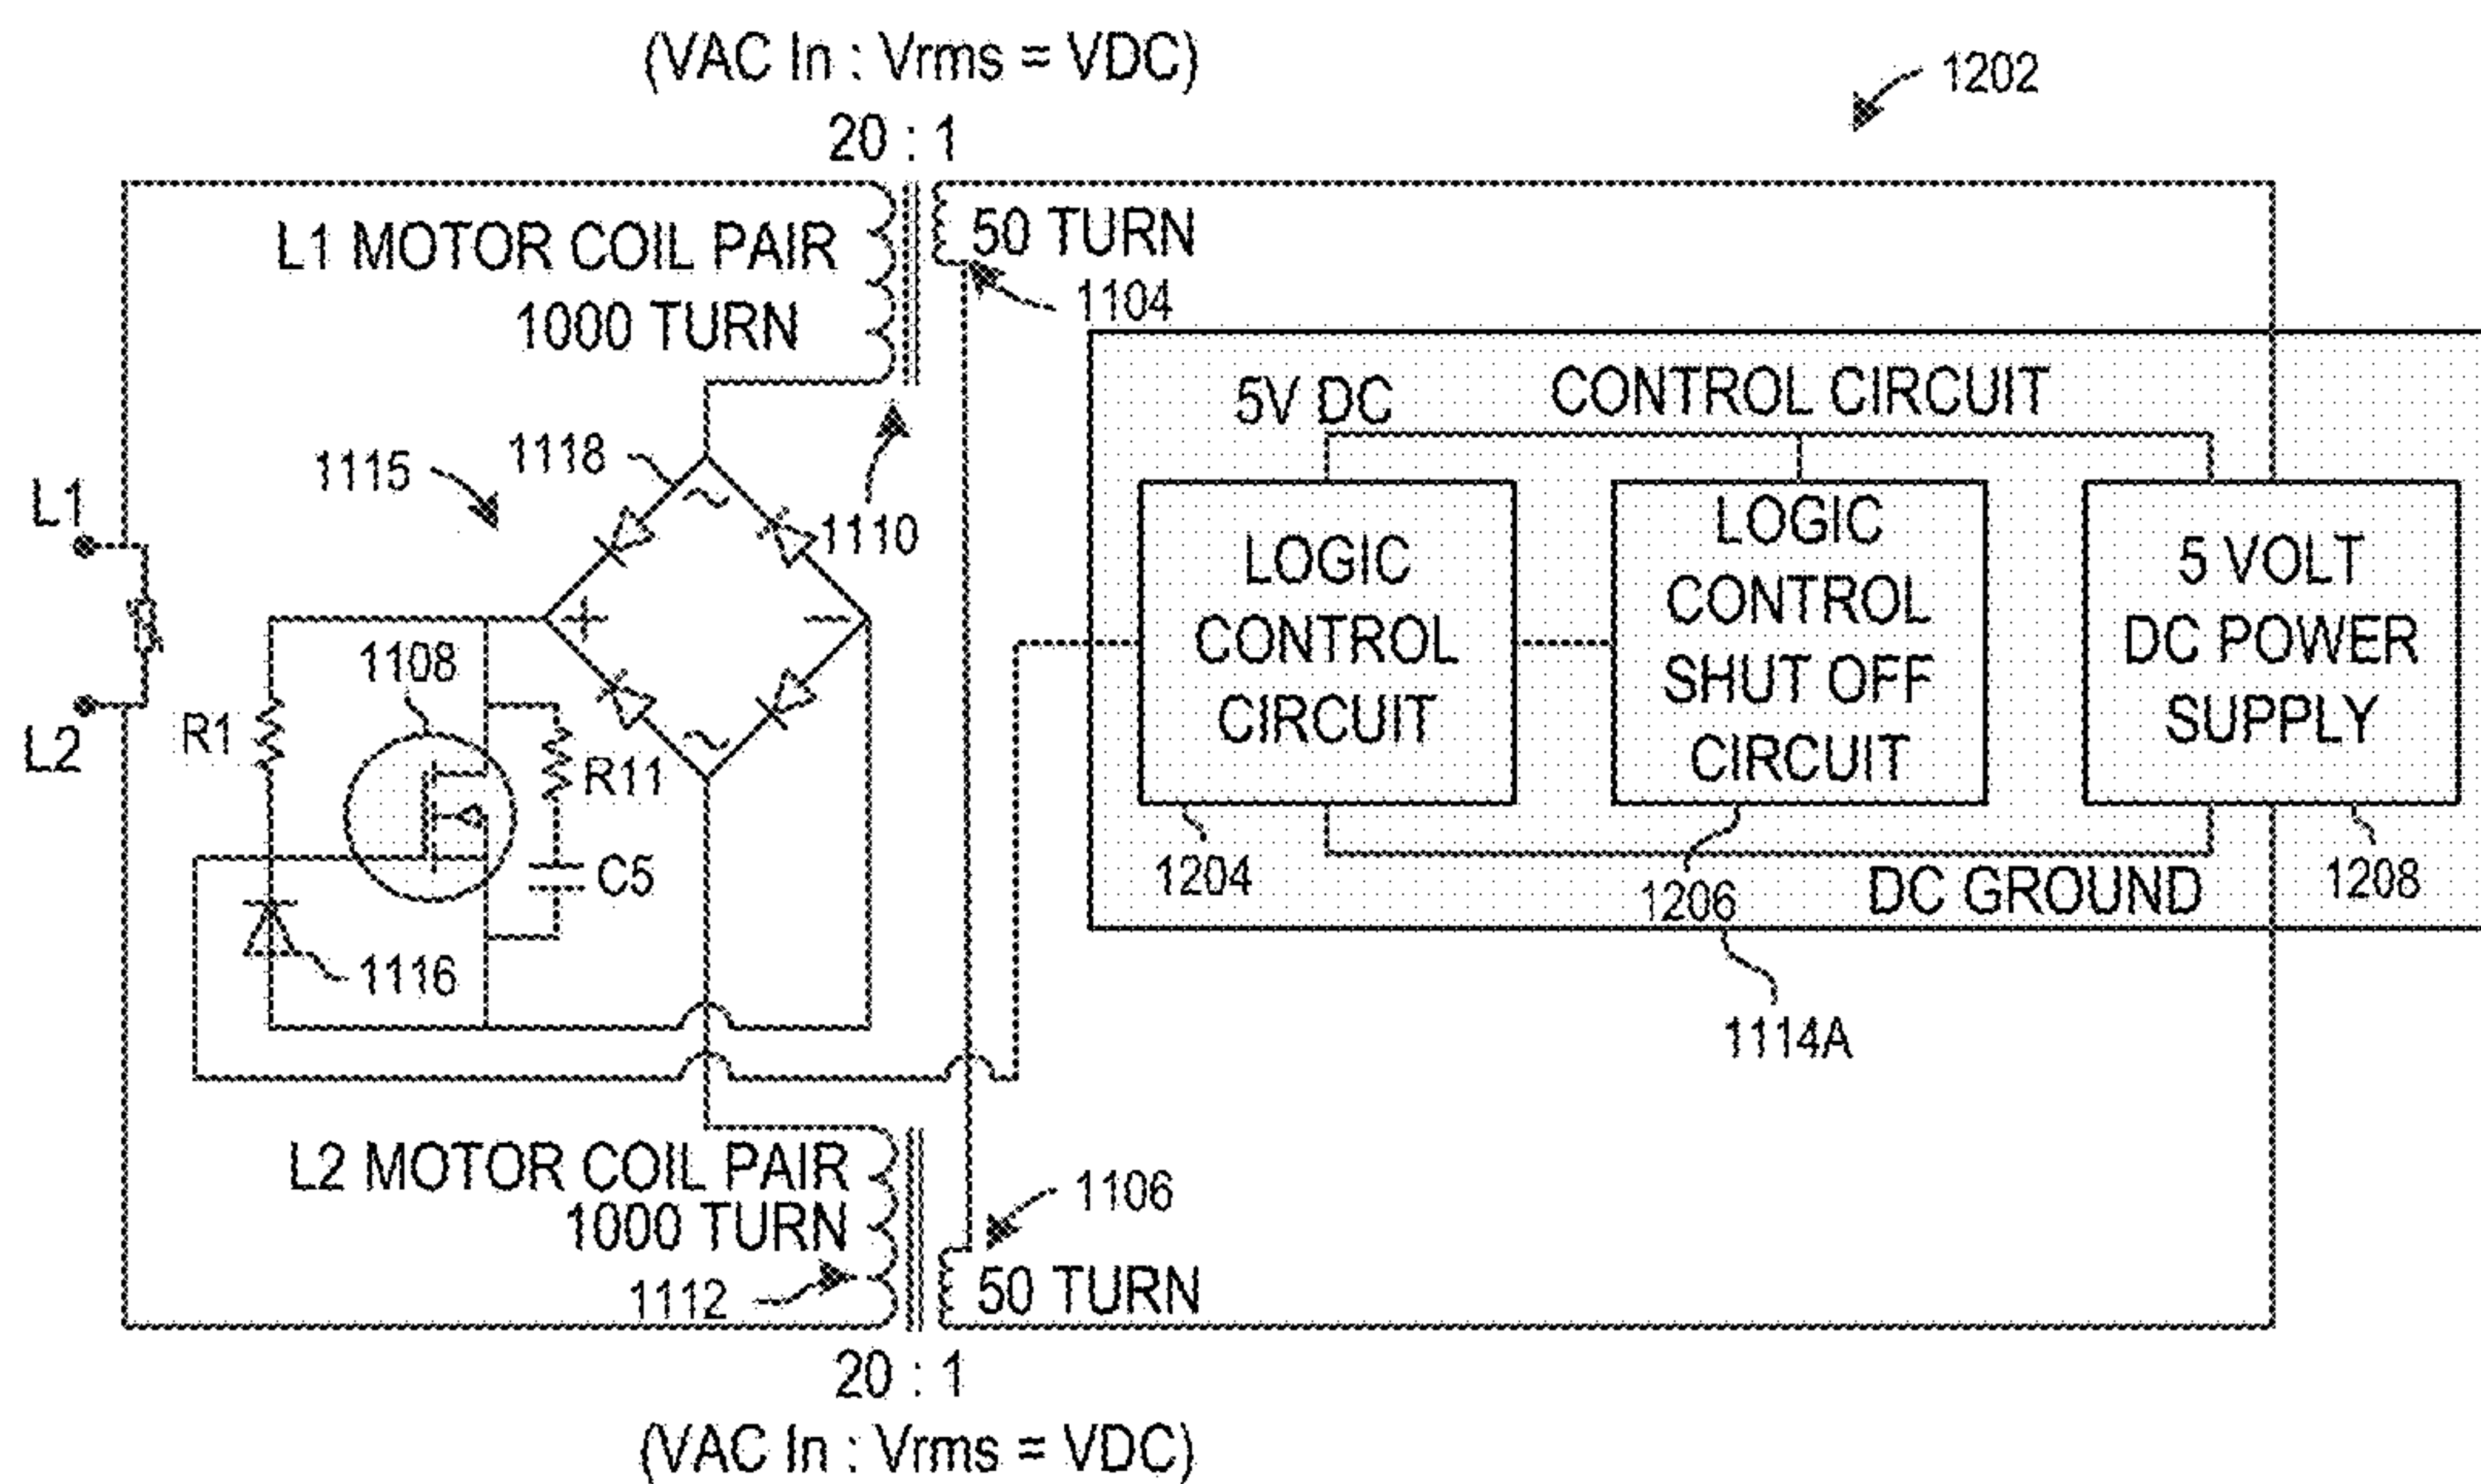 (VAC In : Vrms = VDC)
20 : 1
1202
L1 MOTOR COIL PAIR
1000 TURN
50 TURN
1104
5V DC
CONTROL CIRCUIT
1115
1118
1110
L1
L2
LOGIC
CONTROL
CIRCUIT
LOGIC
CONTROL
SHUT OFF
CIRCUIT
5 VOLT
DC POWER
SUPPLY
+
−
~
~
1108
R1
R11
C5
1116
1204
1206
DC GROUND
1208
1114A
L2 MOTOR COIL PAIR
1000 TURN
1112
1106
50 TURN
20 : 1
(VAC In : Vrms = VDC)